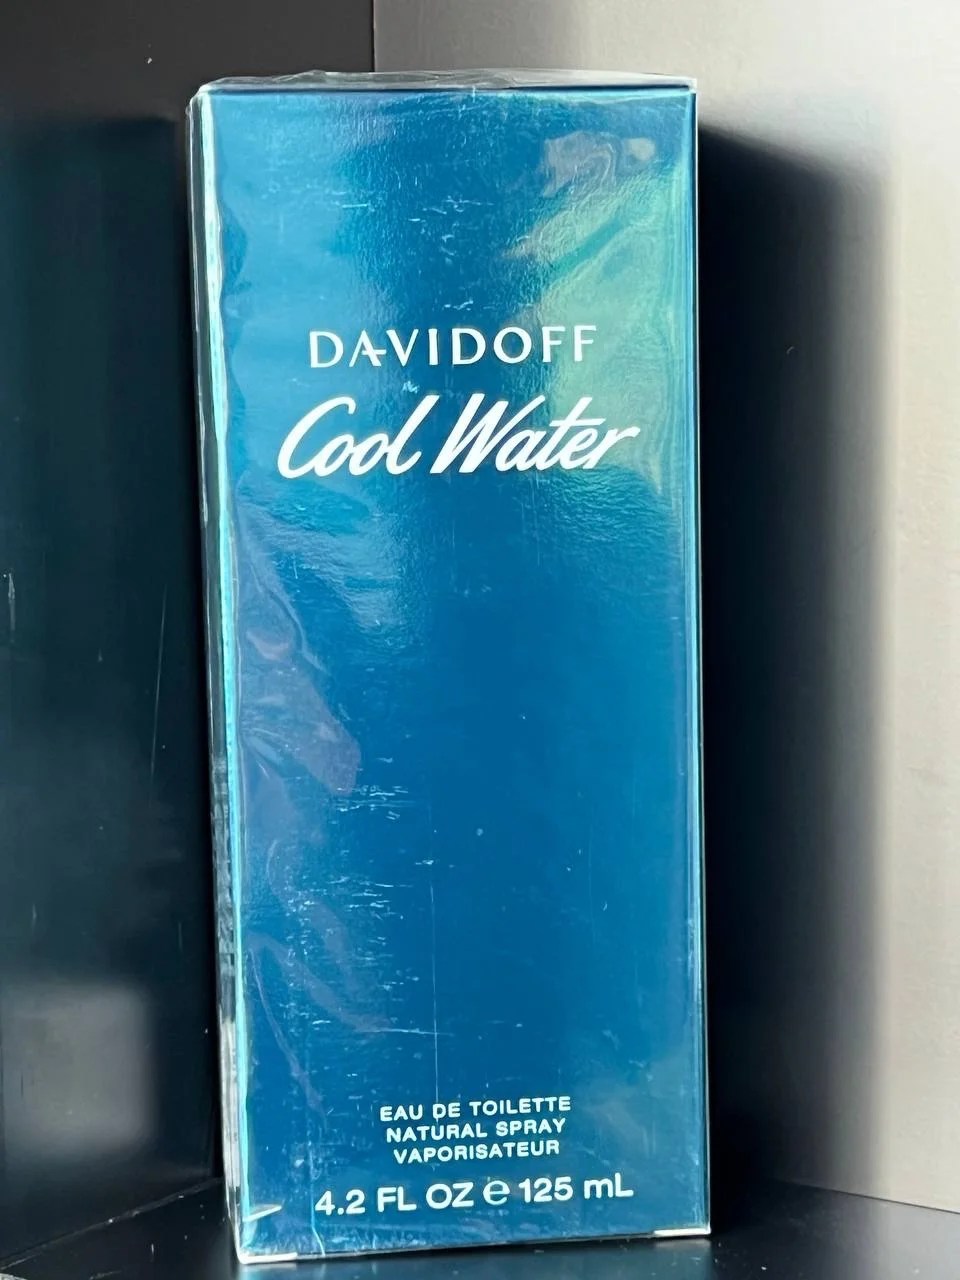 DAVIDOFF
Cool Water
EAU DE TOILETTE
NATURAL SPRAY
VAPORISATEUR
4.2 FL OZ ℮ 125 mL